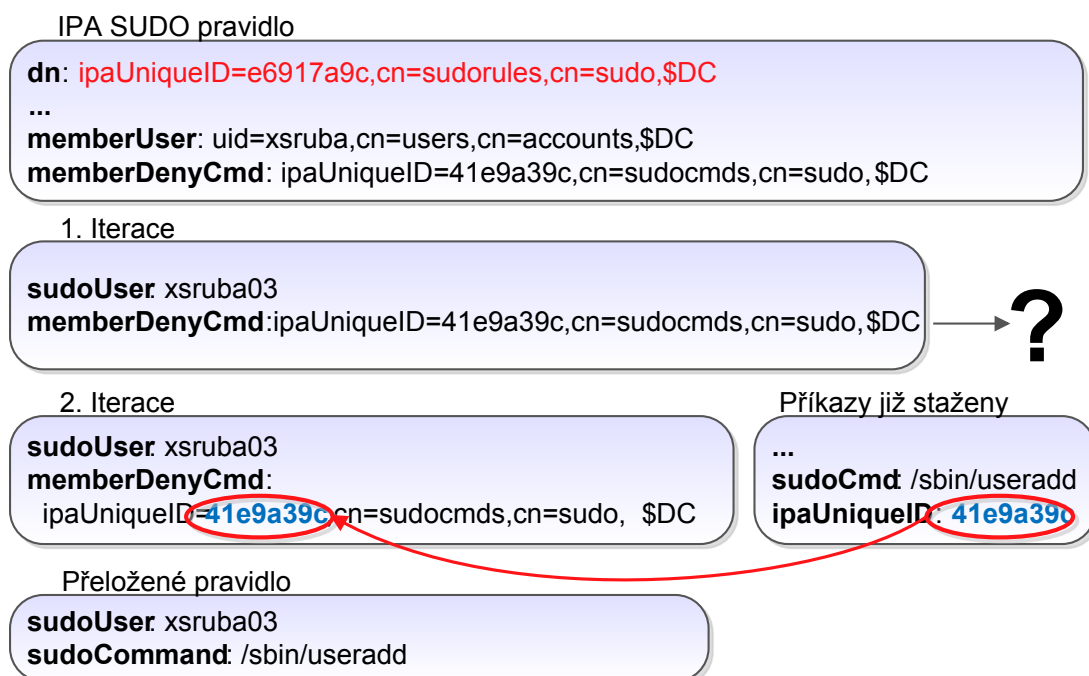 IPA SUDO pravidlo
dn: ipaUniqueID=e6917a9c,cn=sudorules,cn=sudo,$DC
...
memberUser: uid=xsruba,cn=users,cn=accounts,$DC
memberDenyCmd: ipaUniqueID=41e9a39c,cn=sudocmds,cn=sudo,$DC
1. Iterace
sudoUser: xsruba03
memberDenyCmd:ipaUniqueID=41e9a39c,cn=sudocmds,cn=sudo,$DC
?
2. Iterace
sudoUser: xsruba03
memberDenyCmd:
ipaUniqueID=41e9a39c,cn=sudocmds,cn=sudo, $DC
Příkazy již staženy
...
sudoCmd: /sbin/useradd
ipaUniqueID: 41e9a39c
Přeložené pravidlo
sudoUser: xsruba03
sudoCommand: /sbin/useradd